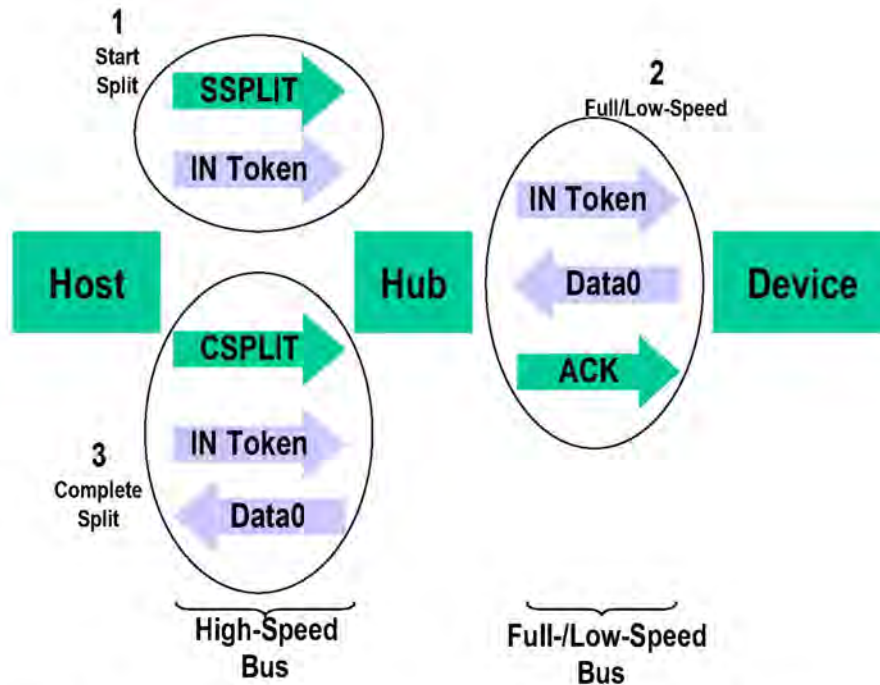 1
Start
Split
SSPLIT
IN Token
2
Full/Low-Speed
IN Token
Data0
ACK
Host
Hub
Device
CSPLIT
IN Token
Data0
3
Complete
Split
High-Speed
Bus
Full-/Low-Speed
Bus